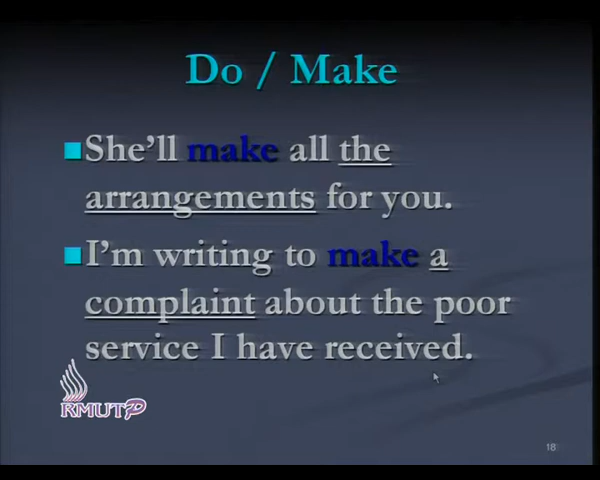 Do / Make
She'll make all the
arrangements for you.
I'm writing to make a
complaint about the poor
service I have received.
RMUTP
18